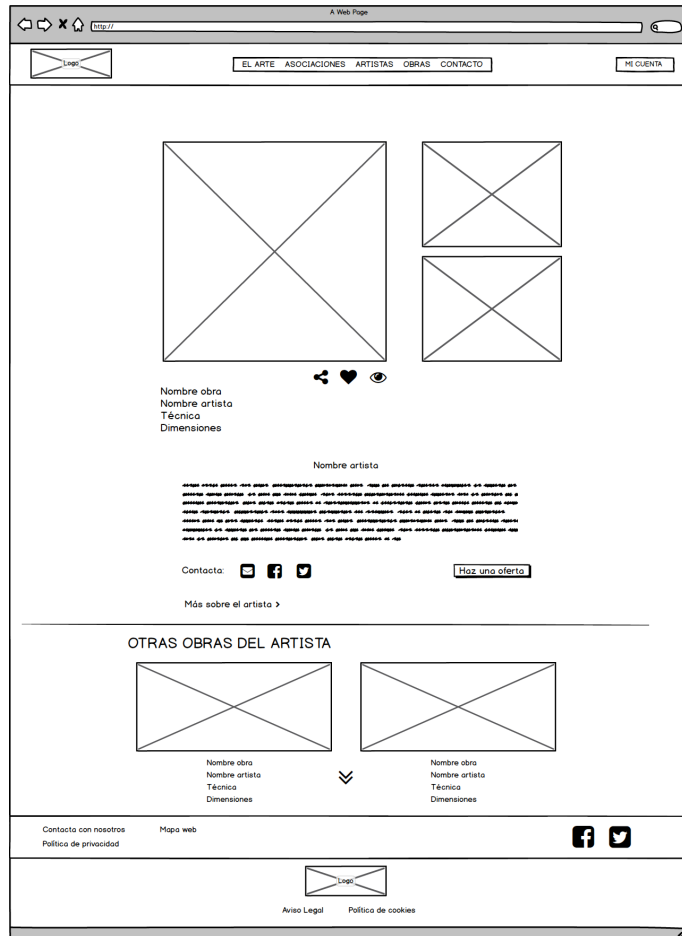 A Web Page
http://
Logo
EL ARTE ASOCIACIONES ARTISTAS OBRAS CONTACTO
MI CUENTA
Nombre obra
Nombre artista
Técnica
Dimensiones
Nombre artista
Contacta:
Haz una oferta
Más sobre el artista >
OTRAS OBRAS DEL ARTISTA
Nombre obra
Nombre artista
Técnica
Dimensiones
Nombre obra
Nombre artista
Técnica
Dimensiones
Contacta con nosotros
Mapa web
Política de privacidad
Logo
Aviso Legal
Política de cookies